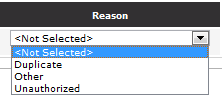 Reason
<Not Selected>
<Not Selected>
Duplicate
Other
Unauthorized